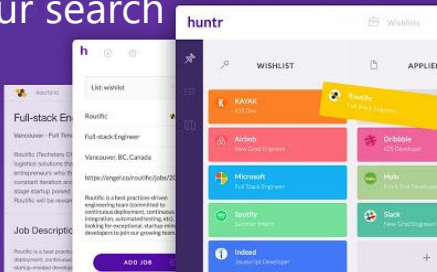 ur search
huntr
Wishlists
h
WISHLIST
APPLIE
List: wishlist
KAYAK
iOS Dev
Routific
Full-Stack Engineer
Routific
Full-stack En
Vancouver · Full Time
Full-stack Engineer
Airbnb
New Grad Engineer
Dribbble
iOS Developer
Vancouver, BC, Canada
https://angel.co/routific/jobs/20
Microsoft
Full Stack Engineer
Hulu
Front End Developer
Routific is a best practices-driven
engineering team (committed to
continuous deployment, continuous
integration, automated testing, etc),
looking for exceptional, startup-minded
developers to join our growing team
Spotify
Summer Intern
Slack
New Grad Engineer
Job Descriptio
Indeed
Javascript Developer
+
ADD JOB